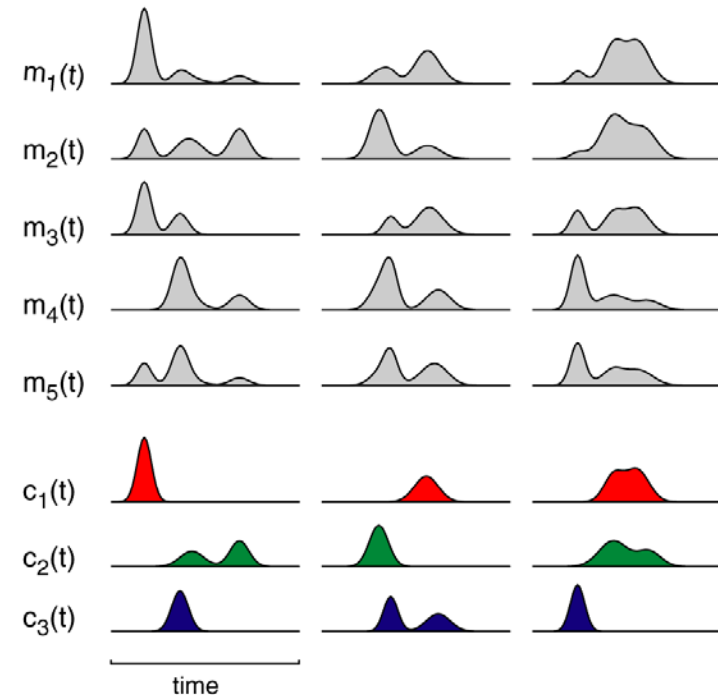 m₁(t)
m₂(t)
m₃(t)
m₄(t)
m₅(t)
c₁(t)
c₂(t)
c₃(t)
time